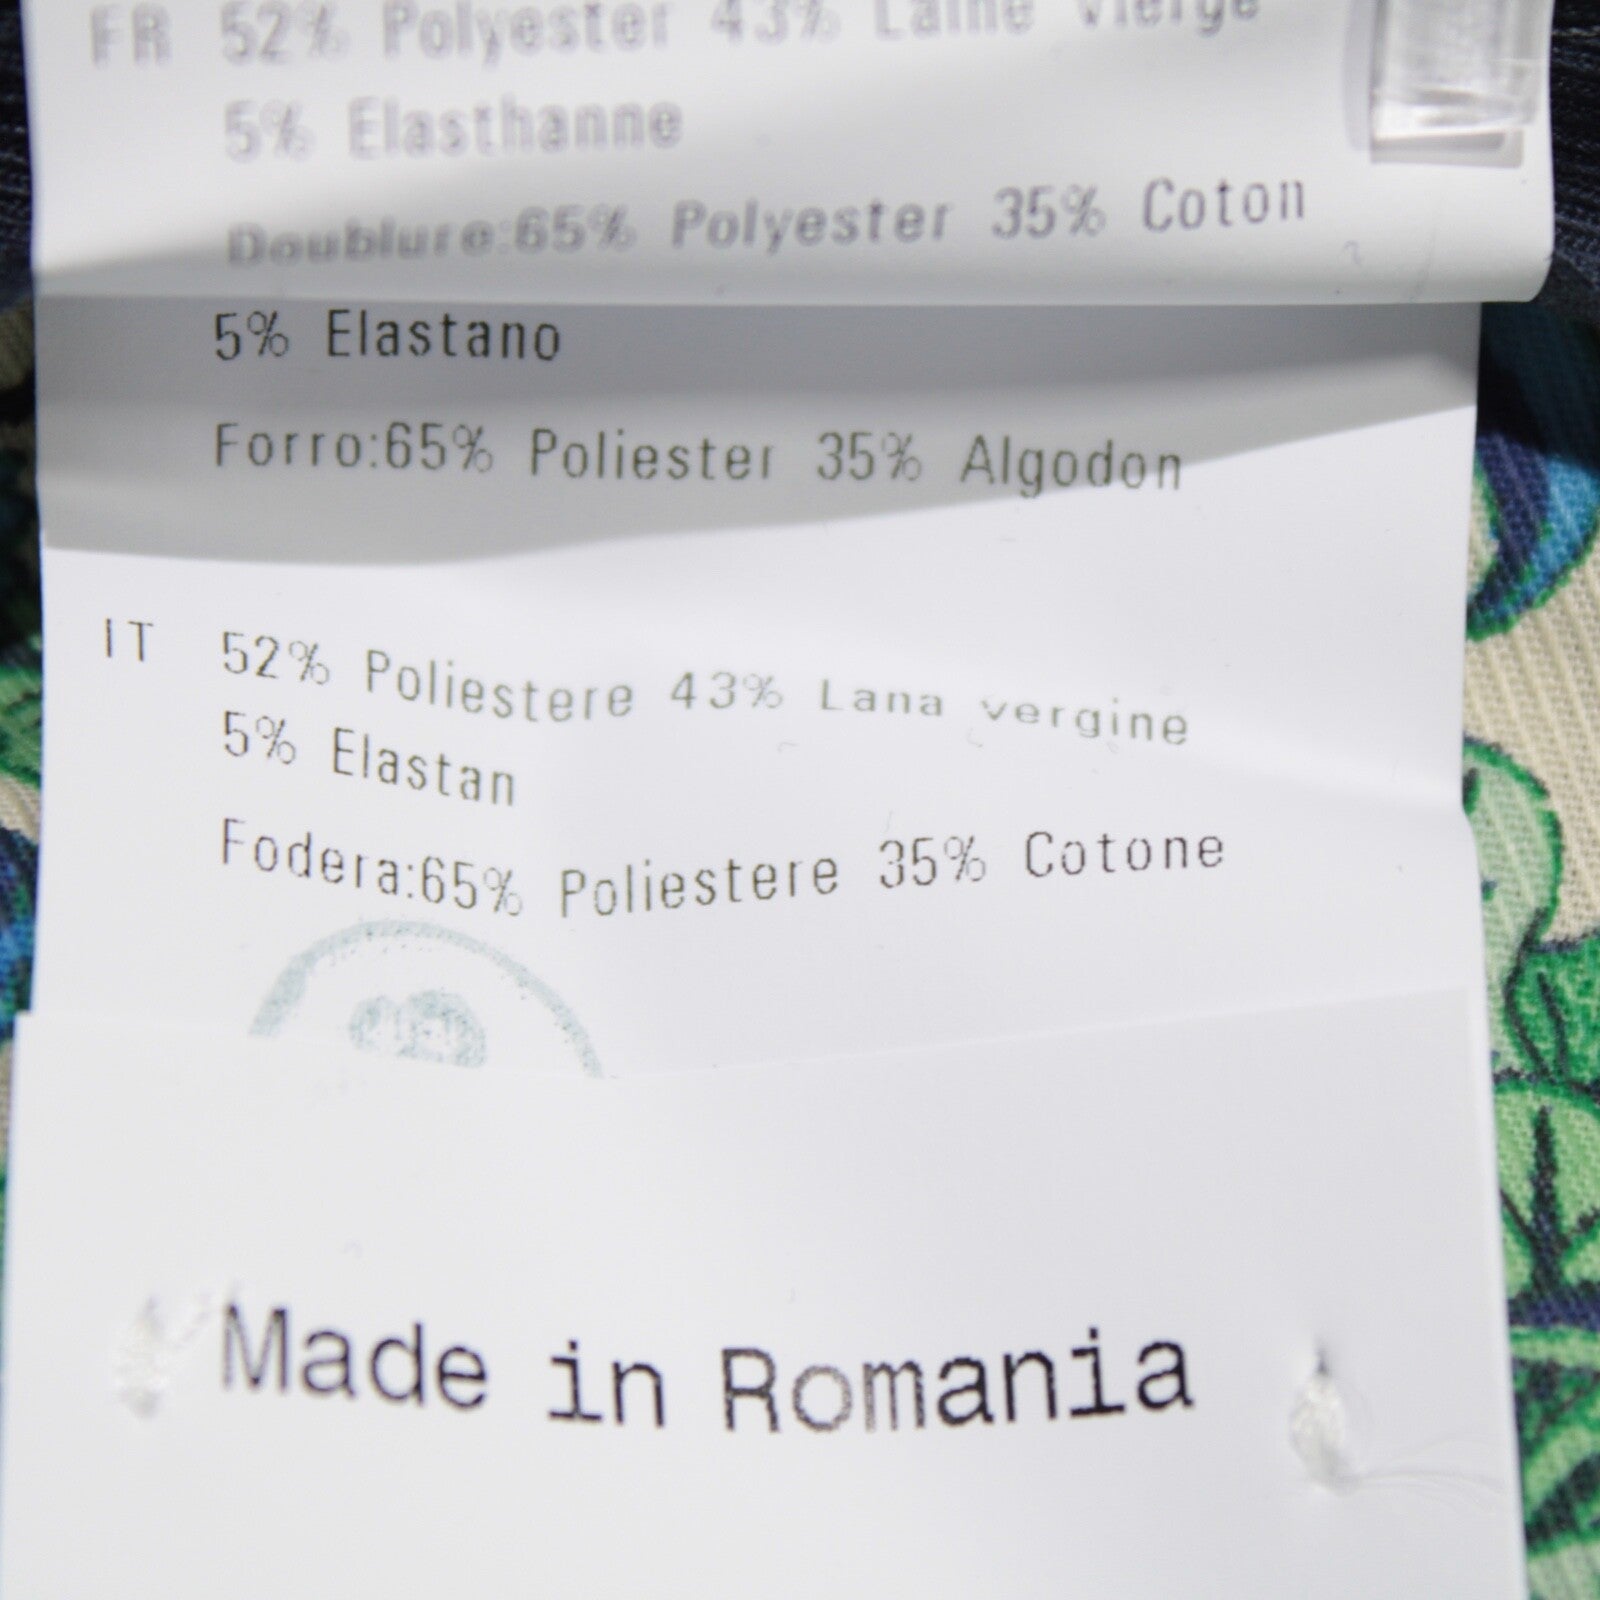 FR 52% Polyester 43% Laine vierge
5% Elasthanne
Doublure:65% Polyester 35% Coton
5% Elastano
Forro:65% Poliester 35% Algodon
IT 52% Poliestere 43% Lana vergine
5% Elastan
Fodera:65% Poliestere 35% Cotone
Made in Romania